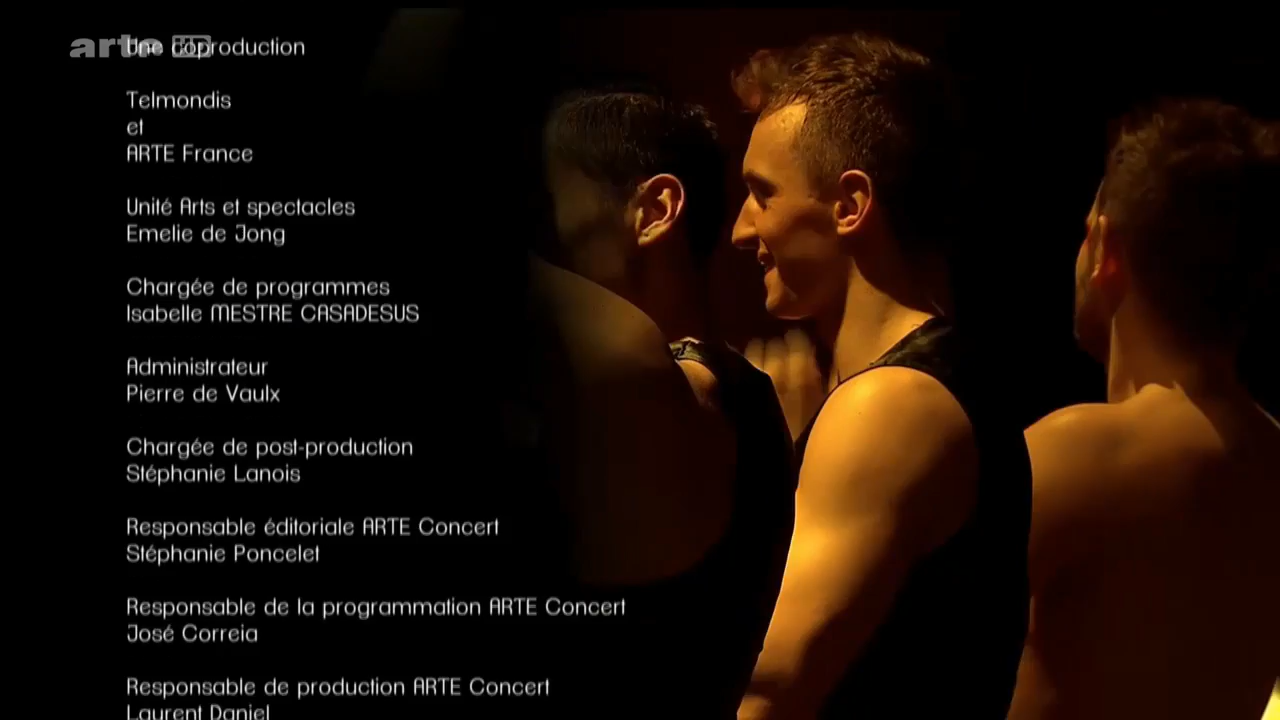 arte HD
Une coproduction
Telmondis
et
ARTE France
Unité Arts et spectacles
Emelie de Jong
Chargée de programmes
Isabelle MESTRE CASADESUS
Administrateur
Pierre de Vaulx
Chargée de post-production
Stéphanie Lanois
Responsable éditoriale ARTE Concert
Stéphanie Poncelet
Responsable de la programmation ARTE Concert
José Correia
Responsable de production ARTE Concert
Laurent Daniel